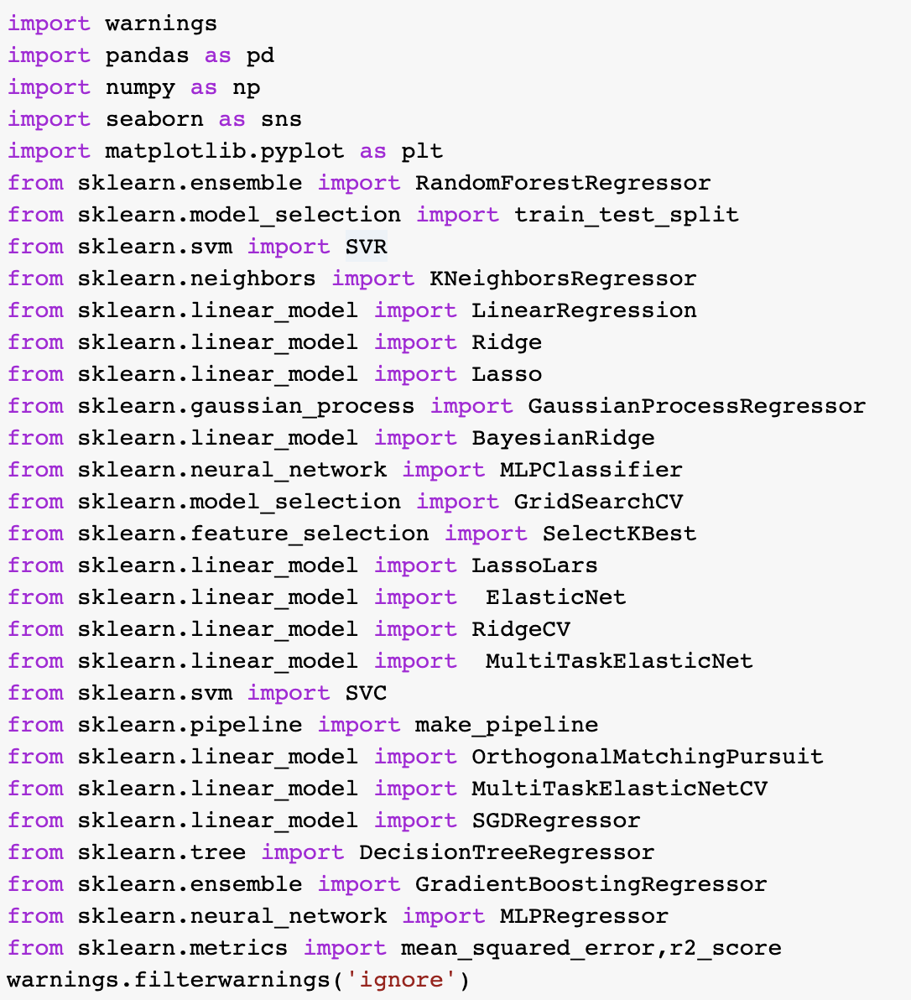 import warnings
import pandas as pd
import numpy as np
import seaborn as sns
import matplotlib.pyplot as plt
from sklearn.ensemble import RandomForestRegressor
from sklearn.model_selection import train_test_split
from sklearn.svm import SVR
from sklearn.neighbors import KNeighborsRegressor
from sklearn.linear_model import LinearRegression
from sklearn.linear_model import Ridge
from sklearn.linear_model import Lasso
from sklearn.gaussian_process import GaussianProcessRegressor
from sklearn.linear_model import BayesianRidge
from sklearn.neural_network import MLPClassifier
from sklearn.model_selection import GridSearchCV
from sklearn.feature_selection import SelectKBest
from sklearn.linear_model import LassoLars
from sklearn.linear_model import  ElasticNet
from sklearn.linear_model import RidgeCV
from sklearn.linear_model import  MultiTaskElasticNet
from sklearn.svm import SVC
from sklearn.pipeline import make_pipeline
from sklearn.linear_model import OrthogonalMatchingPursuit
from sklearn.linear_model import MultiTaskElasticNetCV
from sklearn.linear_model import SGDRegressor
from sklearn.tree import DecisionTreeRegressor
from sklearn.ensemble import GradientBoostingRegressor
from sklearn.neural_network import MLPRegressor
from sklearn.metrics import mean_squared_error,r2_score
warnings.filterwarnings('ignore')